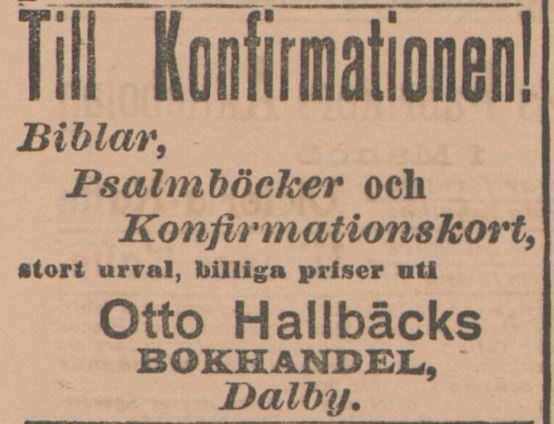 Till Konfirmationen!
Biblar,
Psalmböcker och
Konfirmationskort,
stort urval, billiga priser uti
Otto Hallbäcks
BOKHANDEL,
Dalby.